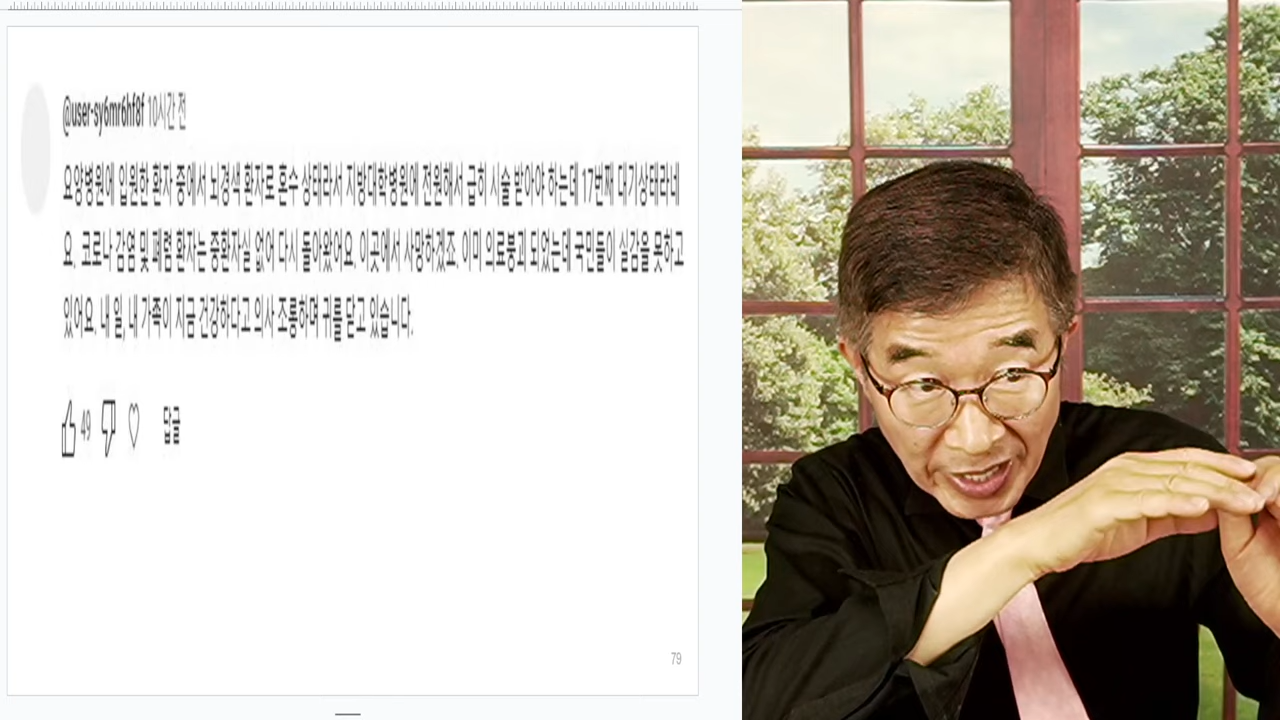 @user-sy6mr6hf8f 10시간 전
요양병원에 입원한 환자 중에서 뇌경색 환자로 혼수 상태라서 지방대학병원에 전원해서 급히 시술 받아야 하는데 17번째 대기상태라네
요. 코로나 감염 및 폐렴 환자는 중환자실 없어 다시 돌아왔어요. 이곳에서 사망하겠죠. 이미 의료붕괴 되었는데 국민들이 실감을 못하고
있어요. 내 일, 내 가족이 지금 건강하다고 의사 조롱하며 귀를 닫고 있습니다.
49 답글
79